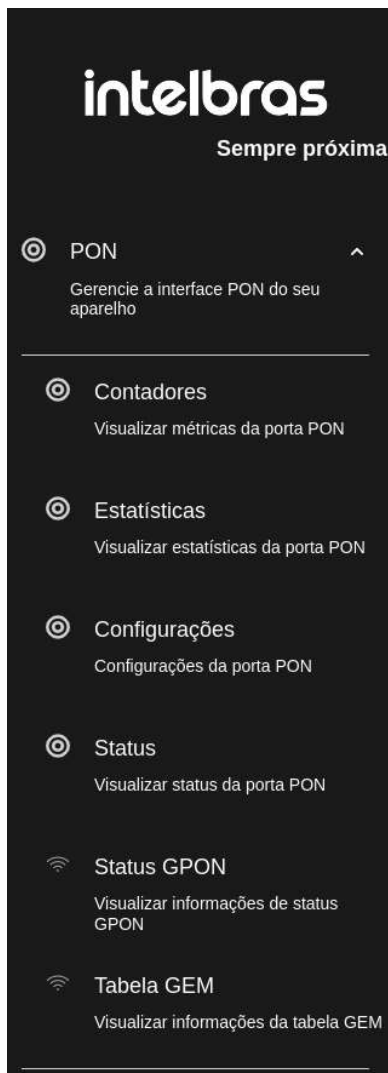 intelbras
Sempre próxima
PON
Gerencie a interface PON do seu
aparelho
Contadores
Visualizar métricas da porta PON
Estatísticas
Visualizar estatísticas da porta PON
Configurações
Configurações da porta PON
Status
Visualizar status da porta PON
Status GPON
Visualizar informações de status
GPON
Tabela GEM
Visualizar informações da tabela GEM